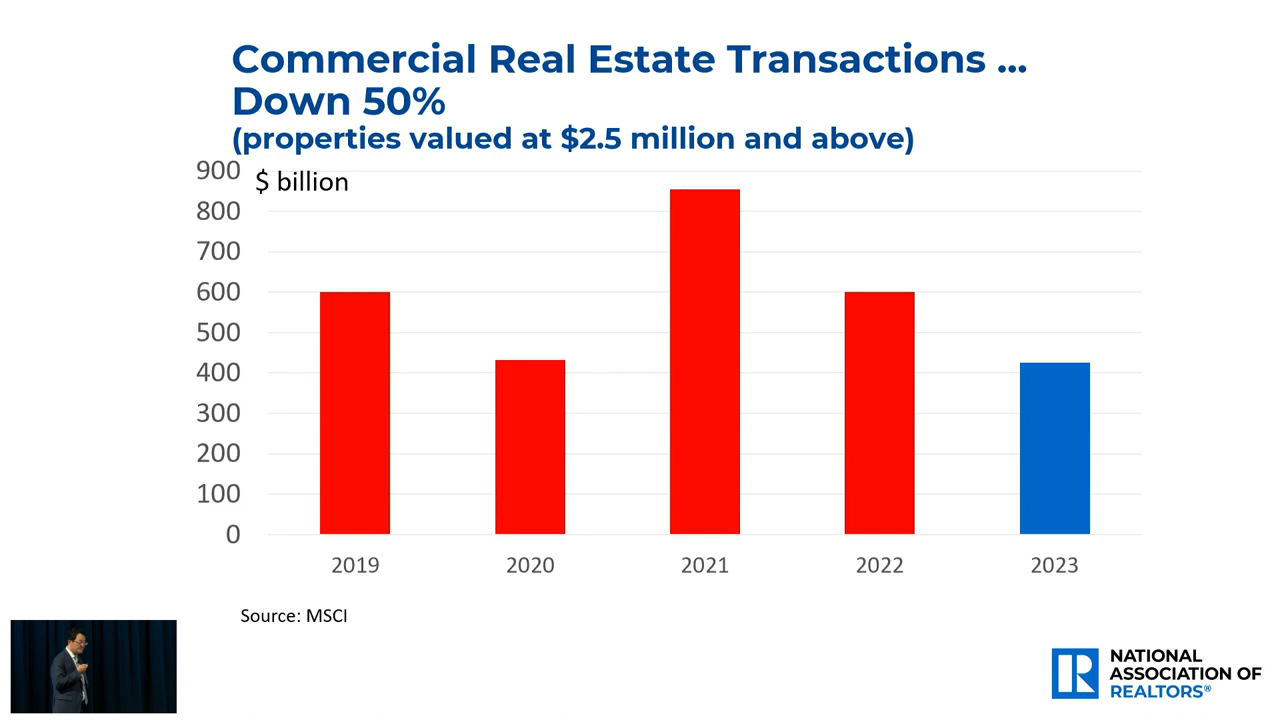 Commercial Real Estate Transactions ...
Down 50%
(properties valued at $2.5 million and above)
$ billion
900
800
700
600
500
400
300
200
100
0
2019 2020 2021 2022 2023
Source: MSCI
NATIONAL
ASSOCIATION OF
REALTORS®